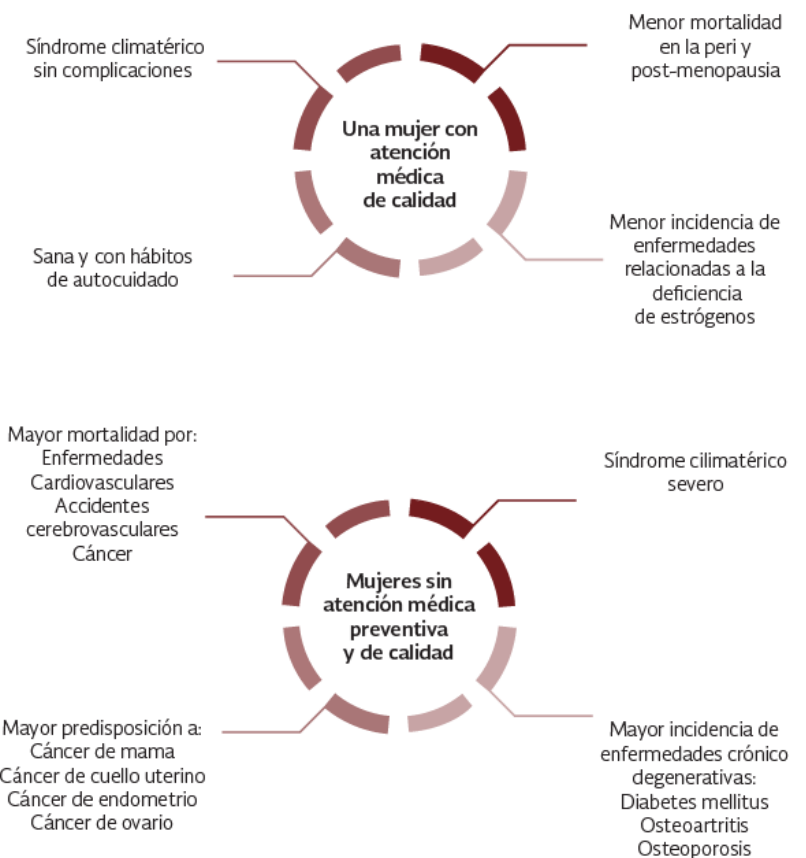 Síndrome climatérico
sin complicaciones
Menor mortalidad
en la peri y
post-menopausia
Una mujer con
atención
médica
de calidad
Sana y con hábitos
de autocuidado
Menor incidencia de
enfermedades
relacionadas a la
deficiencia
de estrógenos
Mayor mortalidad por:
Enfermedades
Cardiovasculares
Accidentes
cerebrovasculares
Cáncer
Síndrome cilimatérico
severo
Mujeres sin
atención médica
preventiva
y de calidad
Mayor predisposición a:
Cáncer de mama
Cáncer de cuello uterino
Cáncer de endometrio
Cáncer de ovario
Mayor incidencia de
enfermedades crónico
degenerativas:
Diabetes mellitus
Osteoartritis
Osteoporosis